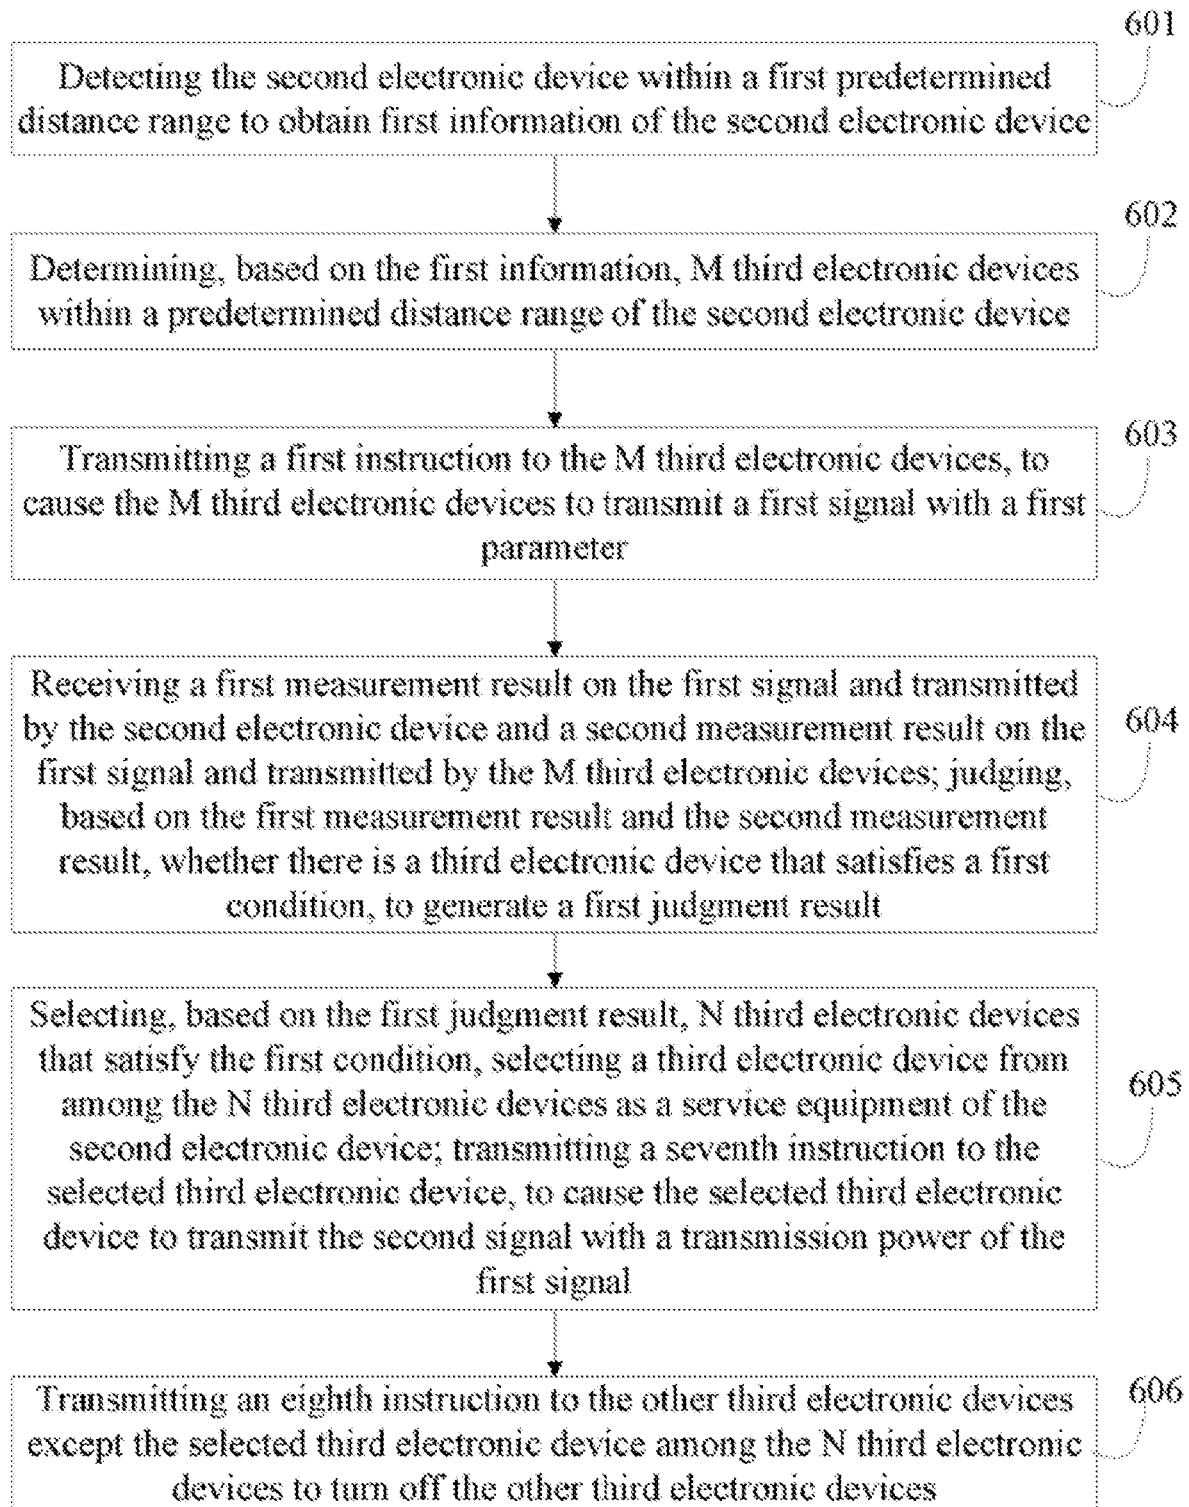 601
Detecting the second electronic device within a first predetermined
distance range to obtain first information of the second electronic device
602
Determining, based on the first information, M third electronic devices
within a predetermined distance range of the second electronic device
603
Transmitting a first instruction to the M third electronic devices, to
cause the M third electronic devices to transmit a first signal with a first
parameter
604
Receiving a first measurement result on the first signal and transmitted
by the second electronic device and a second measurement result on the
first signal and transmitted by the M third electronic devices; judging,
based on the first measurement result and the second measurement
result, whether there is a third electronic device that satisfies a first
condition, to generate a first judgment result
605
Selecting, based on the first judgment result, N third electronic devices
that satisfy the first condition, selecting a third electronic device from
among the N third electronic devices as a service equipment of the
second electronic device; transmitting a seventh instruction to the
selected third electronic device, to cause the selected third electronic
device to transmit the second signal with a transmission power of the
first signal
606
Transmitting an eighth instruction to the other third electronic devices
except the selected third electronic device among the N third electronic
devices to turn off the other third electronic devices